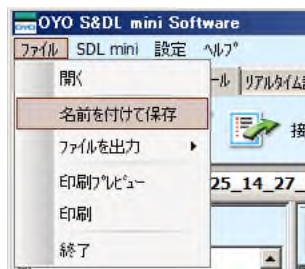 OYO S&DL mini Software
ファイル SDL mini 設定 ﾍﾙﾌﾟ
開く
名前を付けて保存
ファイルを出力
印刷ﾌﾟﾚﾋﾞｭｰ
印刷
終了
ール リアルタイム
接
25_14_27_